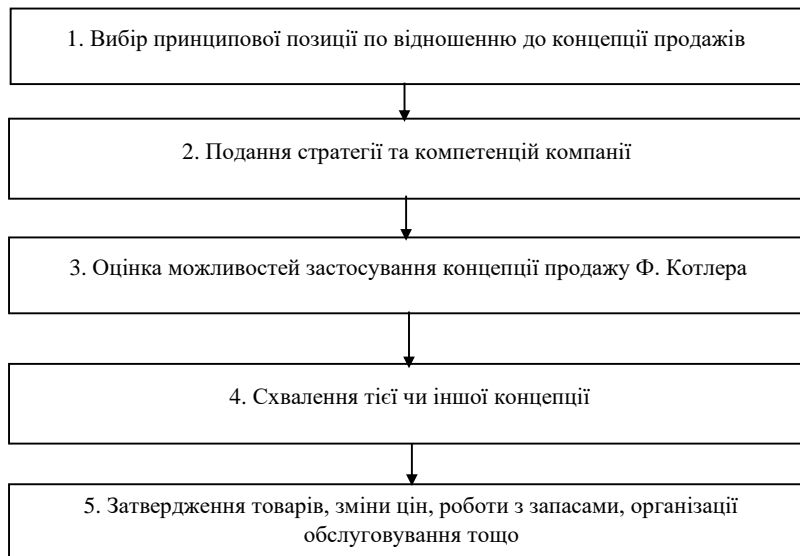 1. Вибір принципової позиції по відношенню до концепції продажів
2. Подання стратегії та компетенцій компанії
3. Оцінка можливостей застосування концепції продажу Ф. Котлера
4. Схвалення тієї чи іншої концепції
5. Затвердження товарів, зміни цін, роботи з запасами, організації
обслуговування тощо